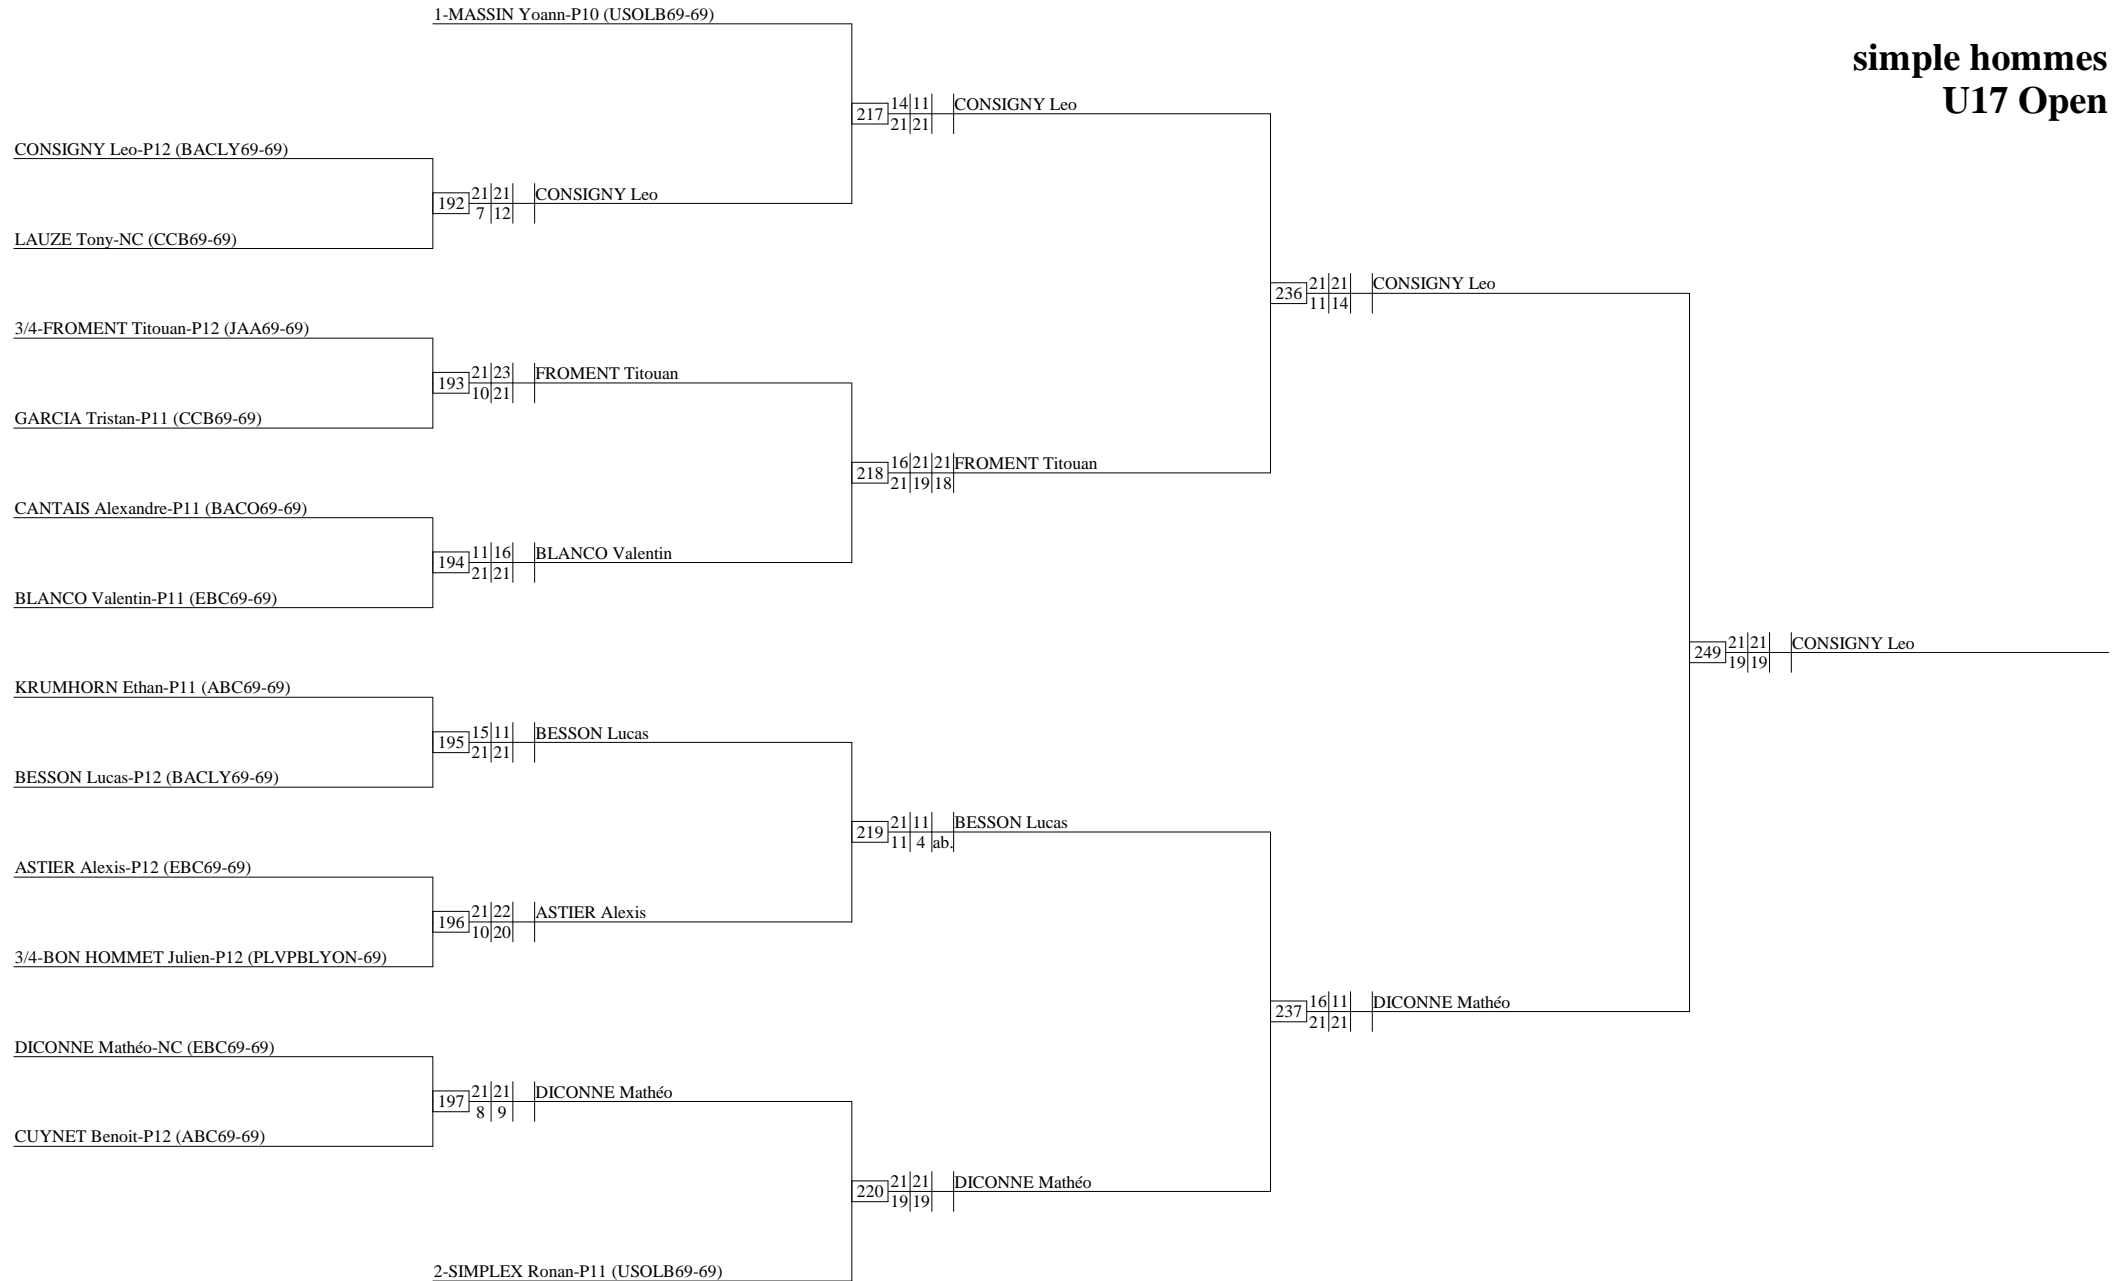 simple hommes
U17 Open
1-MASSIN Yoann-P10 (USOLB69-69)
217 14 11 CONSIGNY Leo
21 21
CONSIGNY Leo-P12 (BACLY69-69)
192 21 21 CONSIGNY Leo
7 12
LAUZE Tony-NC (CCB69-69)
236 21 21 CONSIGNY Leo
11 14
3/4-FROMENT Titouan-P12 (JAA69-69)
193 21 23 FROMENT Titouan
10 21
GARCIA Tristan-P11 (CCB69-69)
218 16 21 21 FROMENT Titouan
21 19 18
CANTAIS Alexandre-P11 (BACO69-69)
194 11 16 BLANCO Valentin
21 21
BLANCO Valentin-P11 (EBC69-69)
249 21 21 CONSIGNY Leo
19 19
KRUMHORN Ethan-P11 (ABC69-69)
195 15 11 BESSON Lucas
21 21
BESSON Lucas-P12 (BACLY69-69)
219 21 11 BESSON Lucas
11 4 ab.
ASTIER Alexis-P12 (EBC69-69)
196 21 22 ASTIER Alexis
10 20
3/4-BON HOMMET Julien-P12 (PLVPBLYON-69)
237 16 11 DICONNE Mathéo
21 21
DICONNE Mathéo-NC (EBC69-69)
197 21 21 DICONNE Mathéo
8 9
CUYNET Benoit-P12 (ABC69-69)
220 21 21 DICONNE Mathéo
19 19
2-SIMPLEX Ronan-P11 (USOLB69-69)